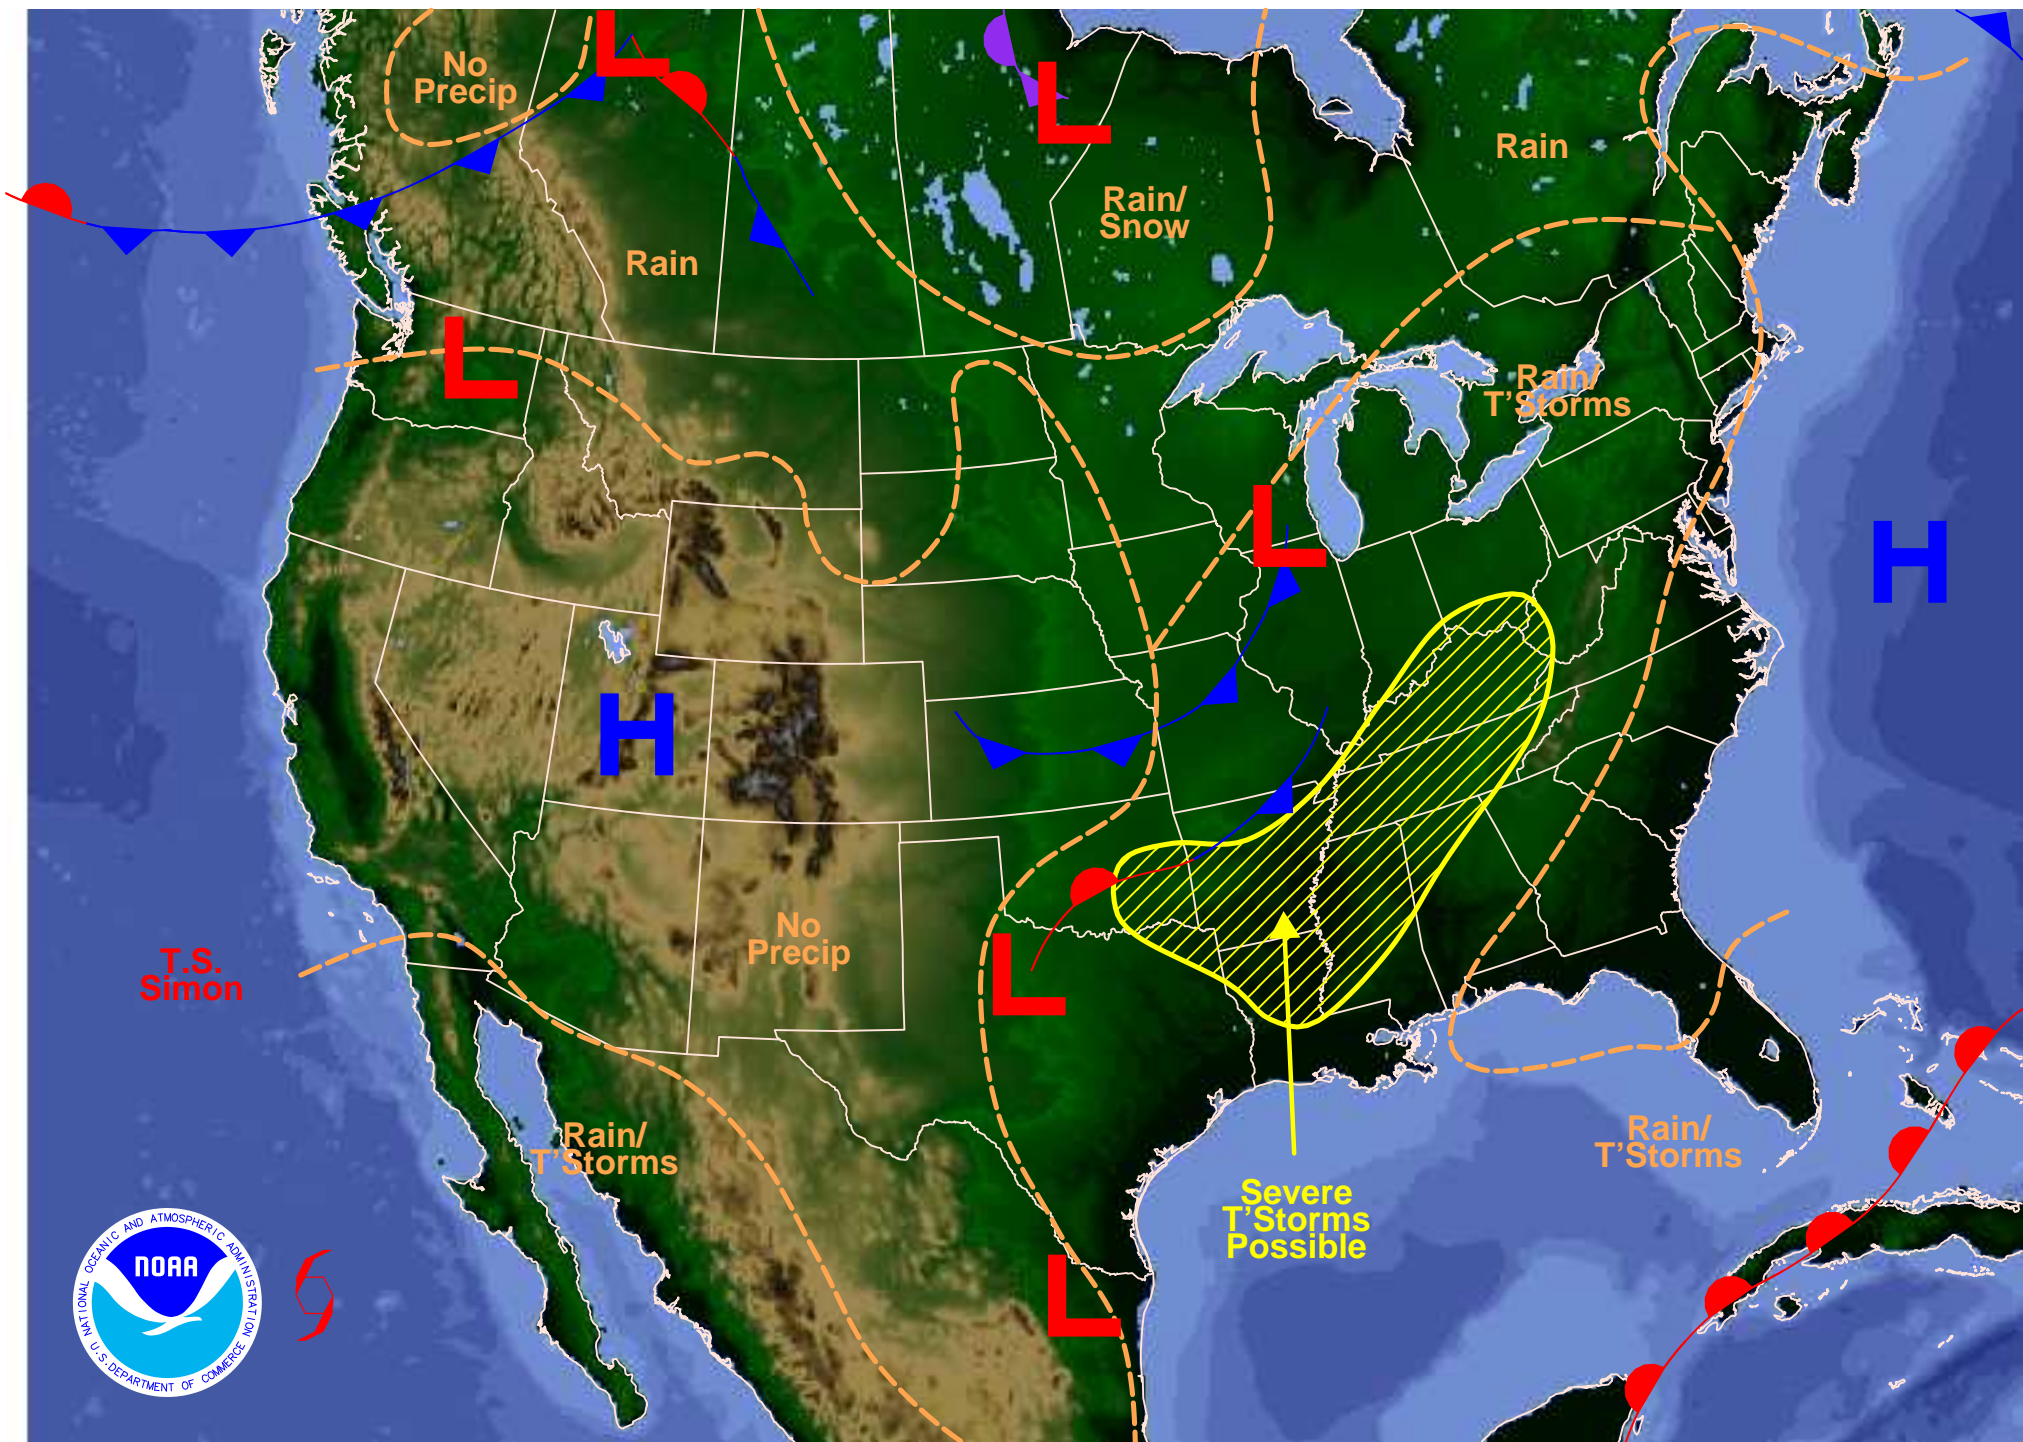 No
Precip
L
L
Rain
Rain/
Snow
Rain
L
Rain/
T'Storms
L
H
H
No
Precip
T.S.
Simon
L
Rain/
T'Storms
Rain/
T'Storms
Severe
T'Storms
Possible
L
NATIONAL OCEANIC AND ATMOSPHERIC ADMINISTRATION
NOAA
U.S. DEPARTMENT OF COMMERCE